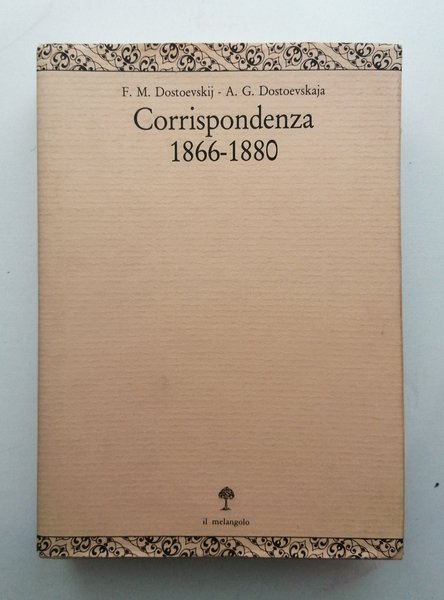 F. M. Dostoevskij - A. G. Dostoevskaja
Corrispondenza
1866-1880
il melangolo